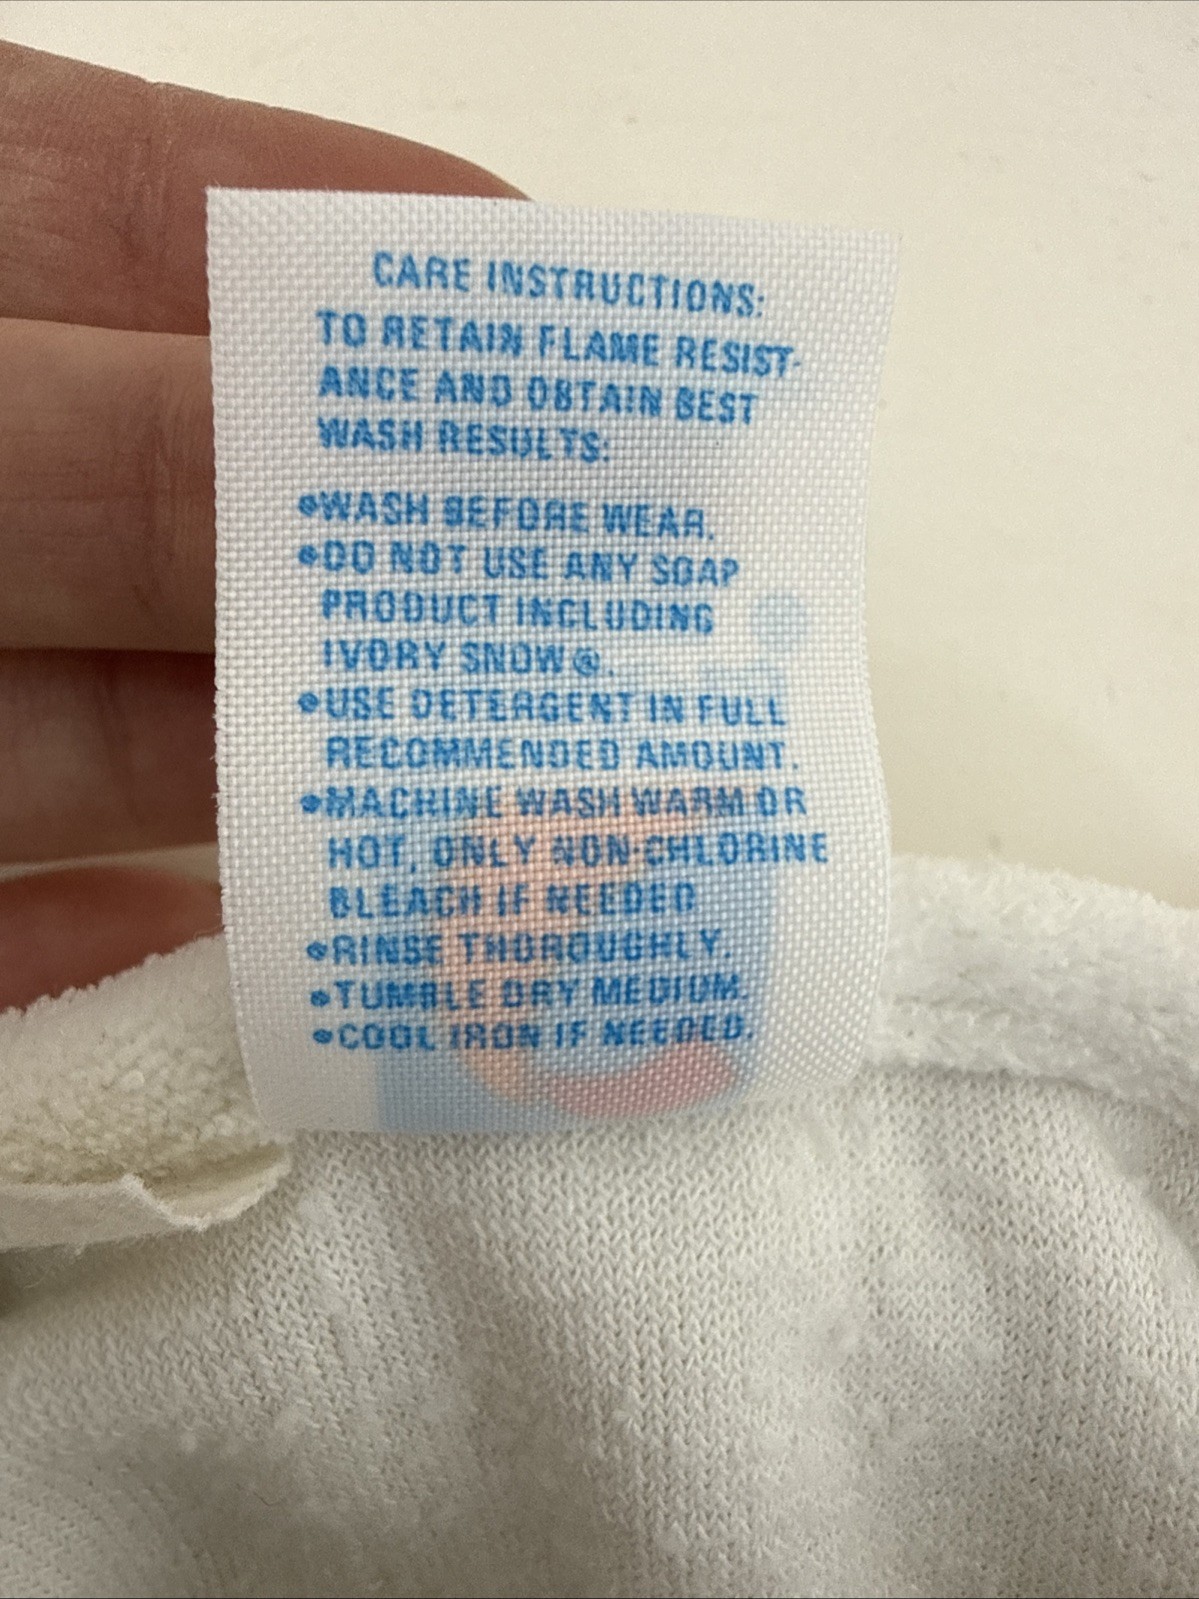 CARE INSTRUCTIONS:
TO RETAIN FLAME RESIST-
ANCE AND OBTAIN BEST
WASH RESULTS:
•WASH BEFORE WEAR.
•DO NOT USE ANY SOAP
PRODUCT INCLUDING
IVORY SNOW®.
•USE DETERGENT IN FULL
RECOMMENDED AMOUNT.
•MACHINE WASH WARM OR
HOT, ONLY NON-CHLORINE
BLEACH IF NEEDED
•RINSE THOROUGHLY.
•TUMBLE DRY MEDIUM.
•COOL IRON IF NEEDED.